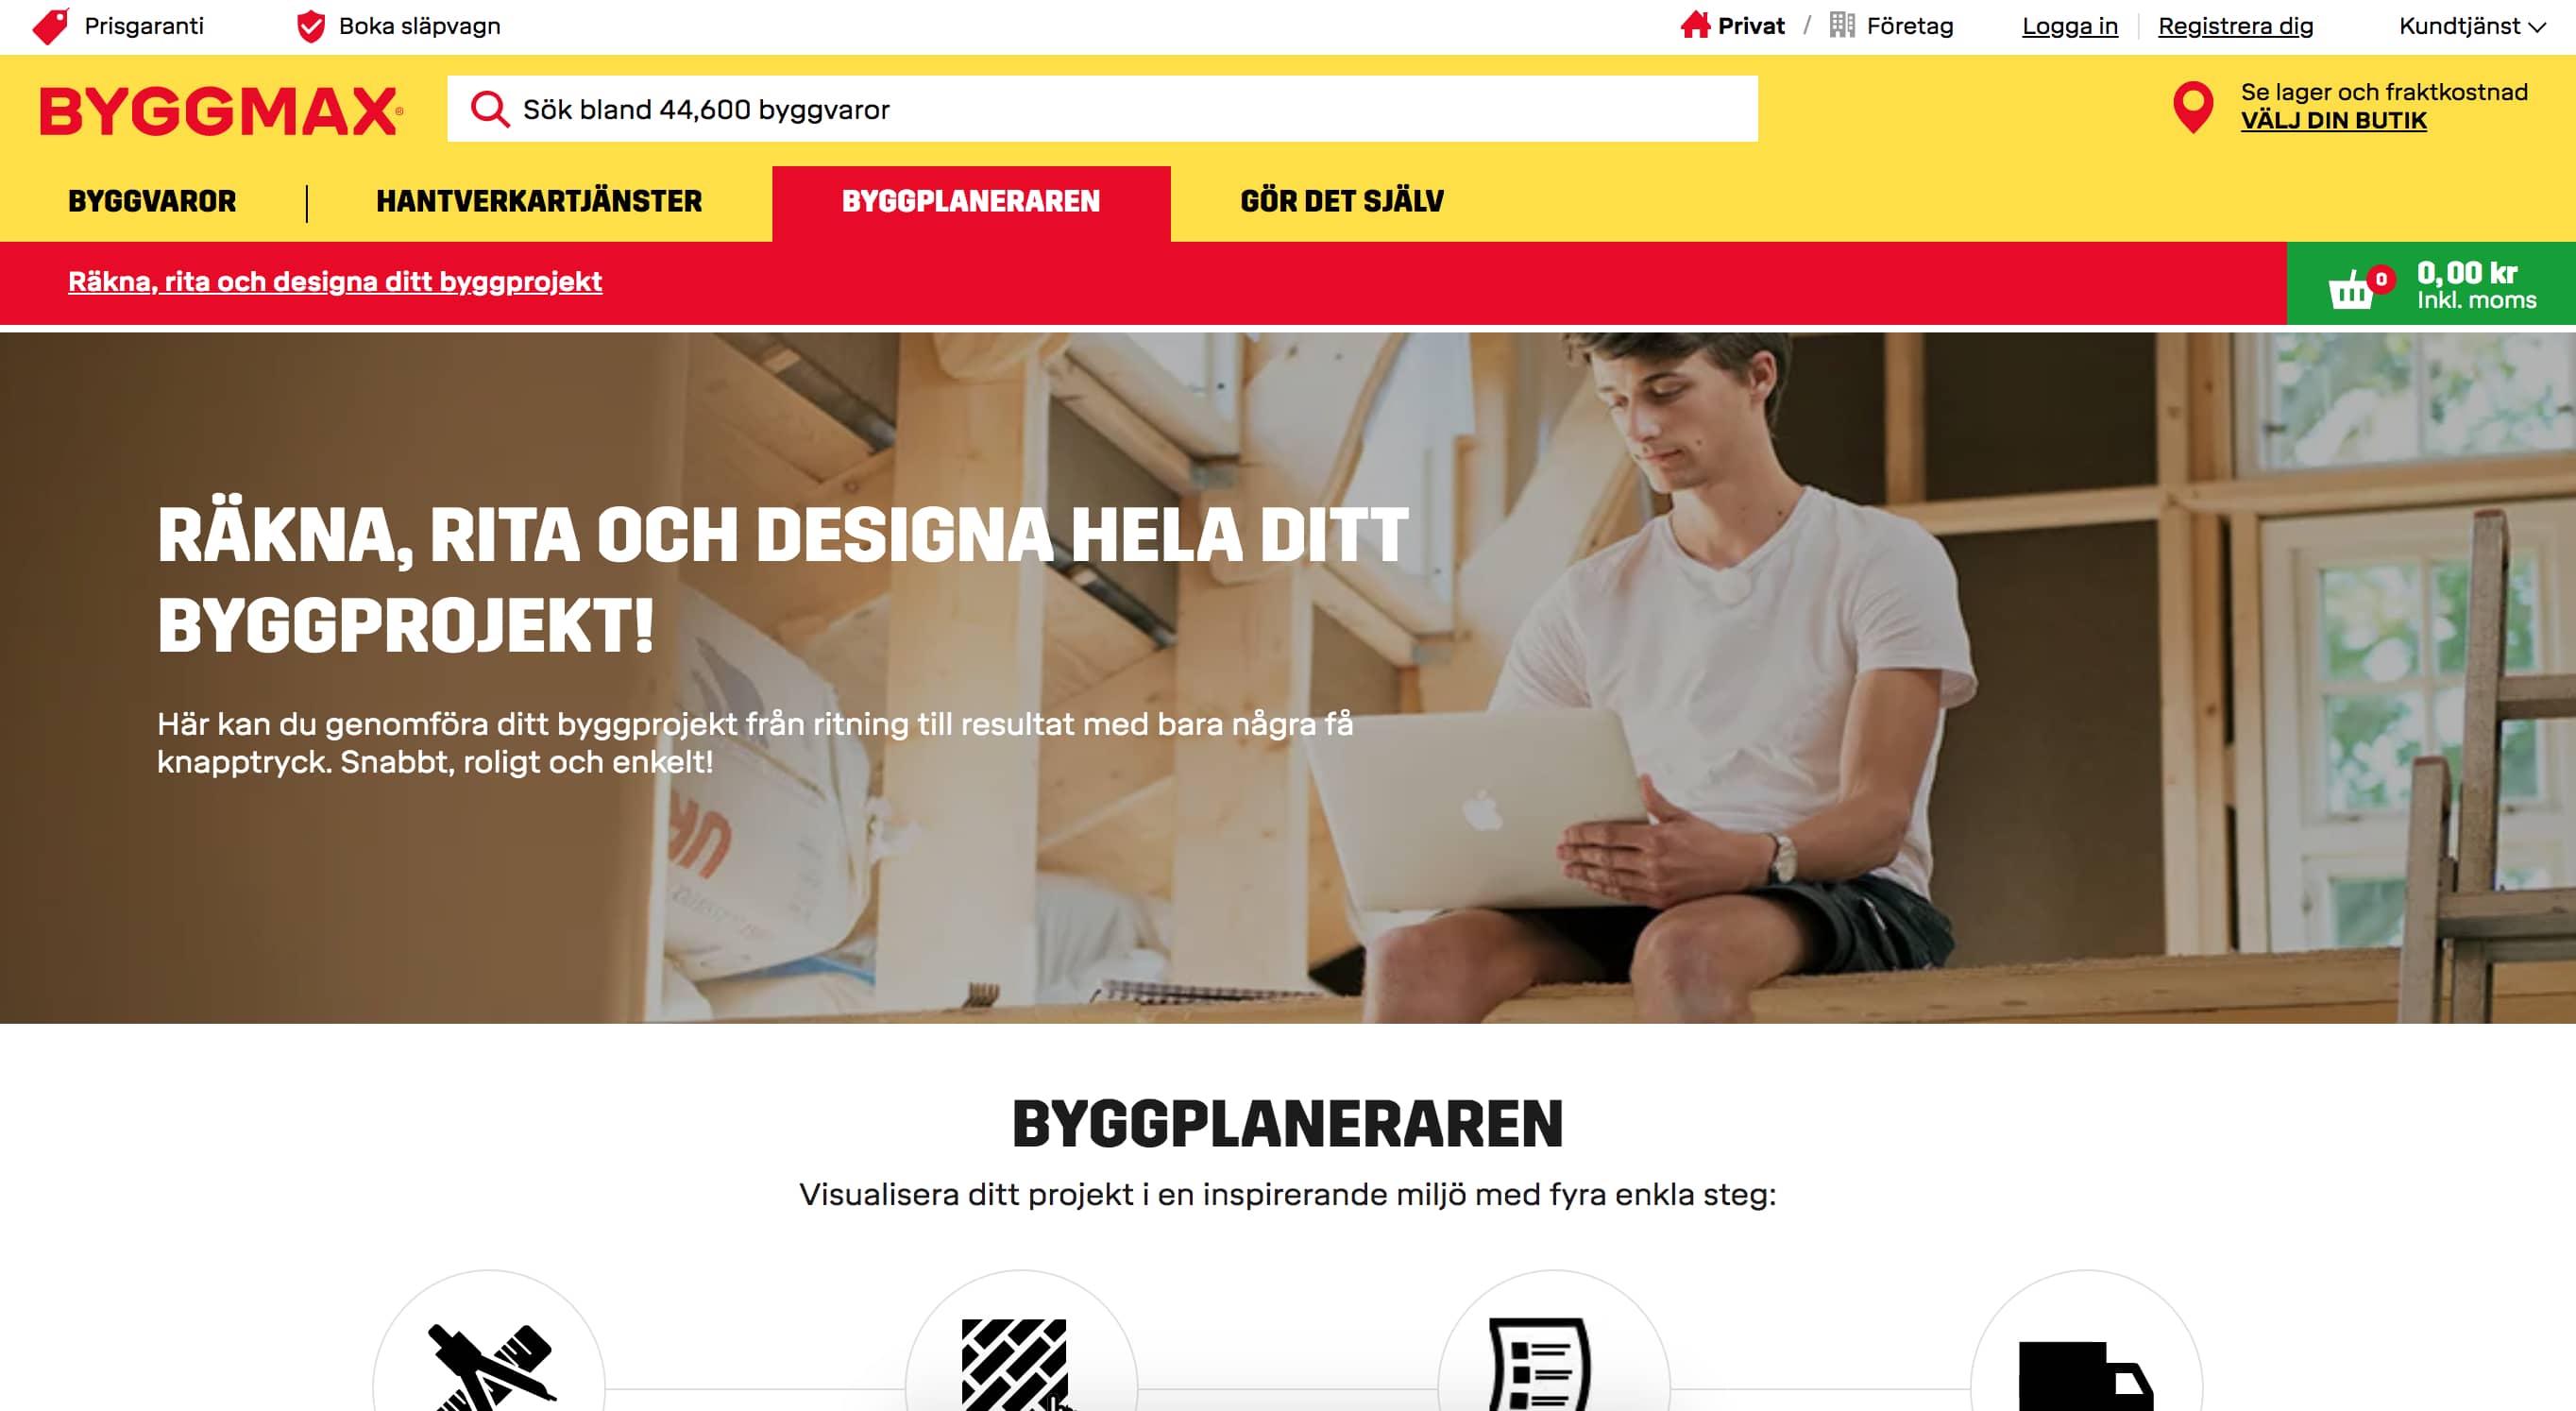 Prisgaranti
Boka släpvagn
Privat / Företag
Logga in
Registrera dig
Kundtjänst
BYGGMAX®
Sök bland 44,600 byggvaror
Se lager och fraktkostnad
VÄLJ DIN BUTIK
BYGGVAROR
HANTVERKARTJÄNSTER
BYGGPLANERAREN
GÖR DET SJÄLV
Räkna, rita och designa ditt byggprojekt
0
0,00 kr
Inkl. moms
RÄKNA, RITA OCH DESIGNA HELA DITT
BYGGPROJEKT!
Här kan du genomföra ditt byggprojekt från ritning till resultat med bara några få
knapptryck. Snabbt, roligt och enkelt!
BYGGPLANERAREN
Visualisera ditt projekt i en inspirerande miljö med fyra enkla steg: